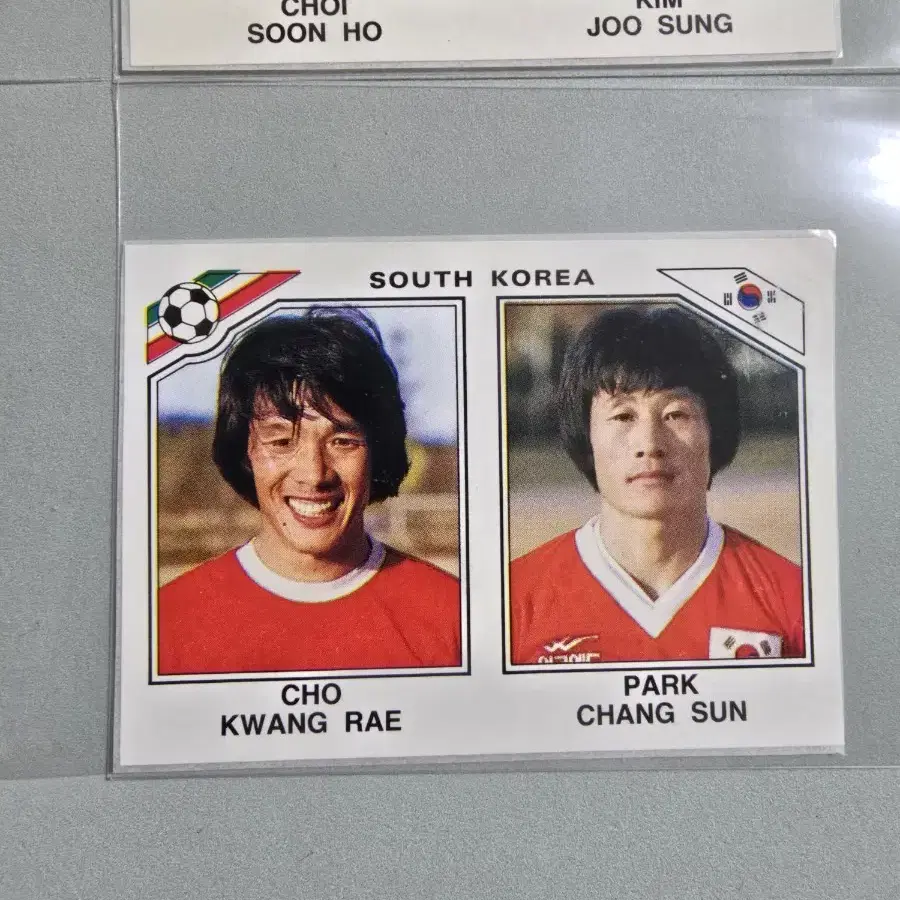 CHOI
SOON HO
KIM
JOO SUNG
SOUTH KOREA
CHO
KWANG RAE
PARK
CHANG SUN